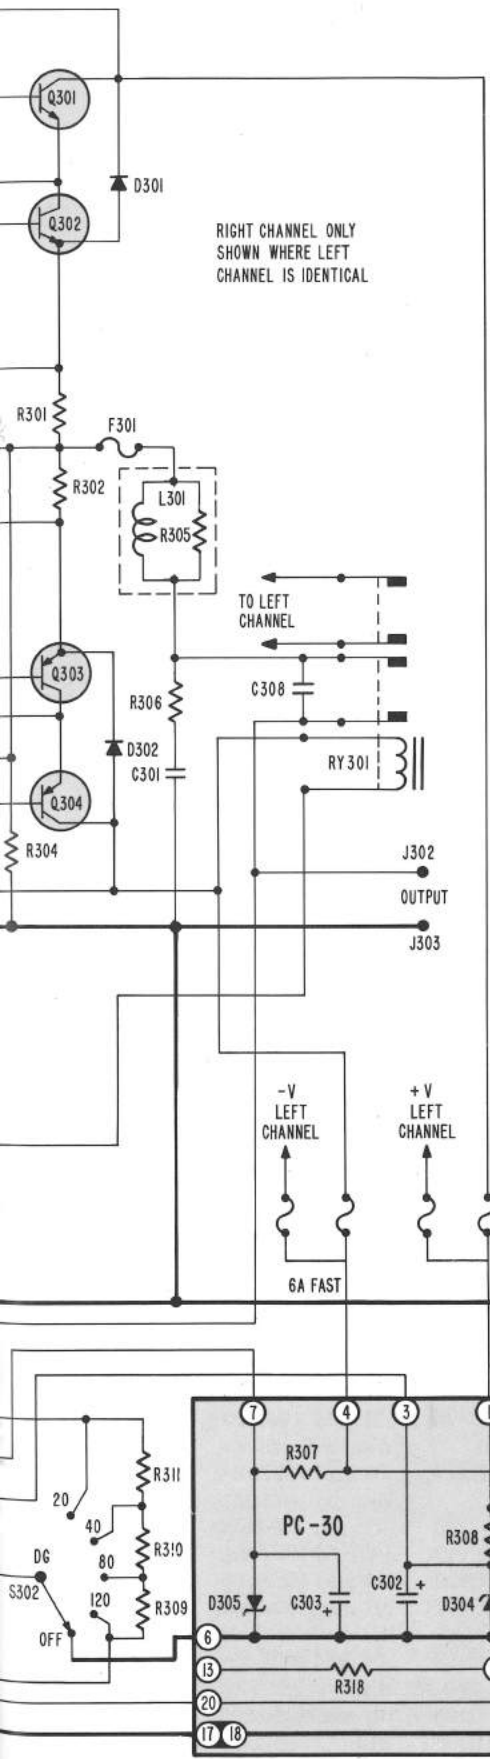 Q301
D301
Q302
RIGHT CHANNEL ONLY
SHOWN WHERE LEFT
CHANNEL IS IDENTICAL
R301
F301
R302
L301
R305
TO LEFT
CHANNEL
Q303
R306
C308
D302
C301
RY301
Q304
R304
J302
OUTPUT
J303
-V
LEFT
CHANNEL
+V
LEFT
CHANNEL
6A FAST
7
4
3
R307
R311
20
PC-30
40
R308
R310
DG
80
C302
+
S302
120
R309
D305
C303
+
D304
OFF
6
13
R318
20
17
18